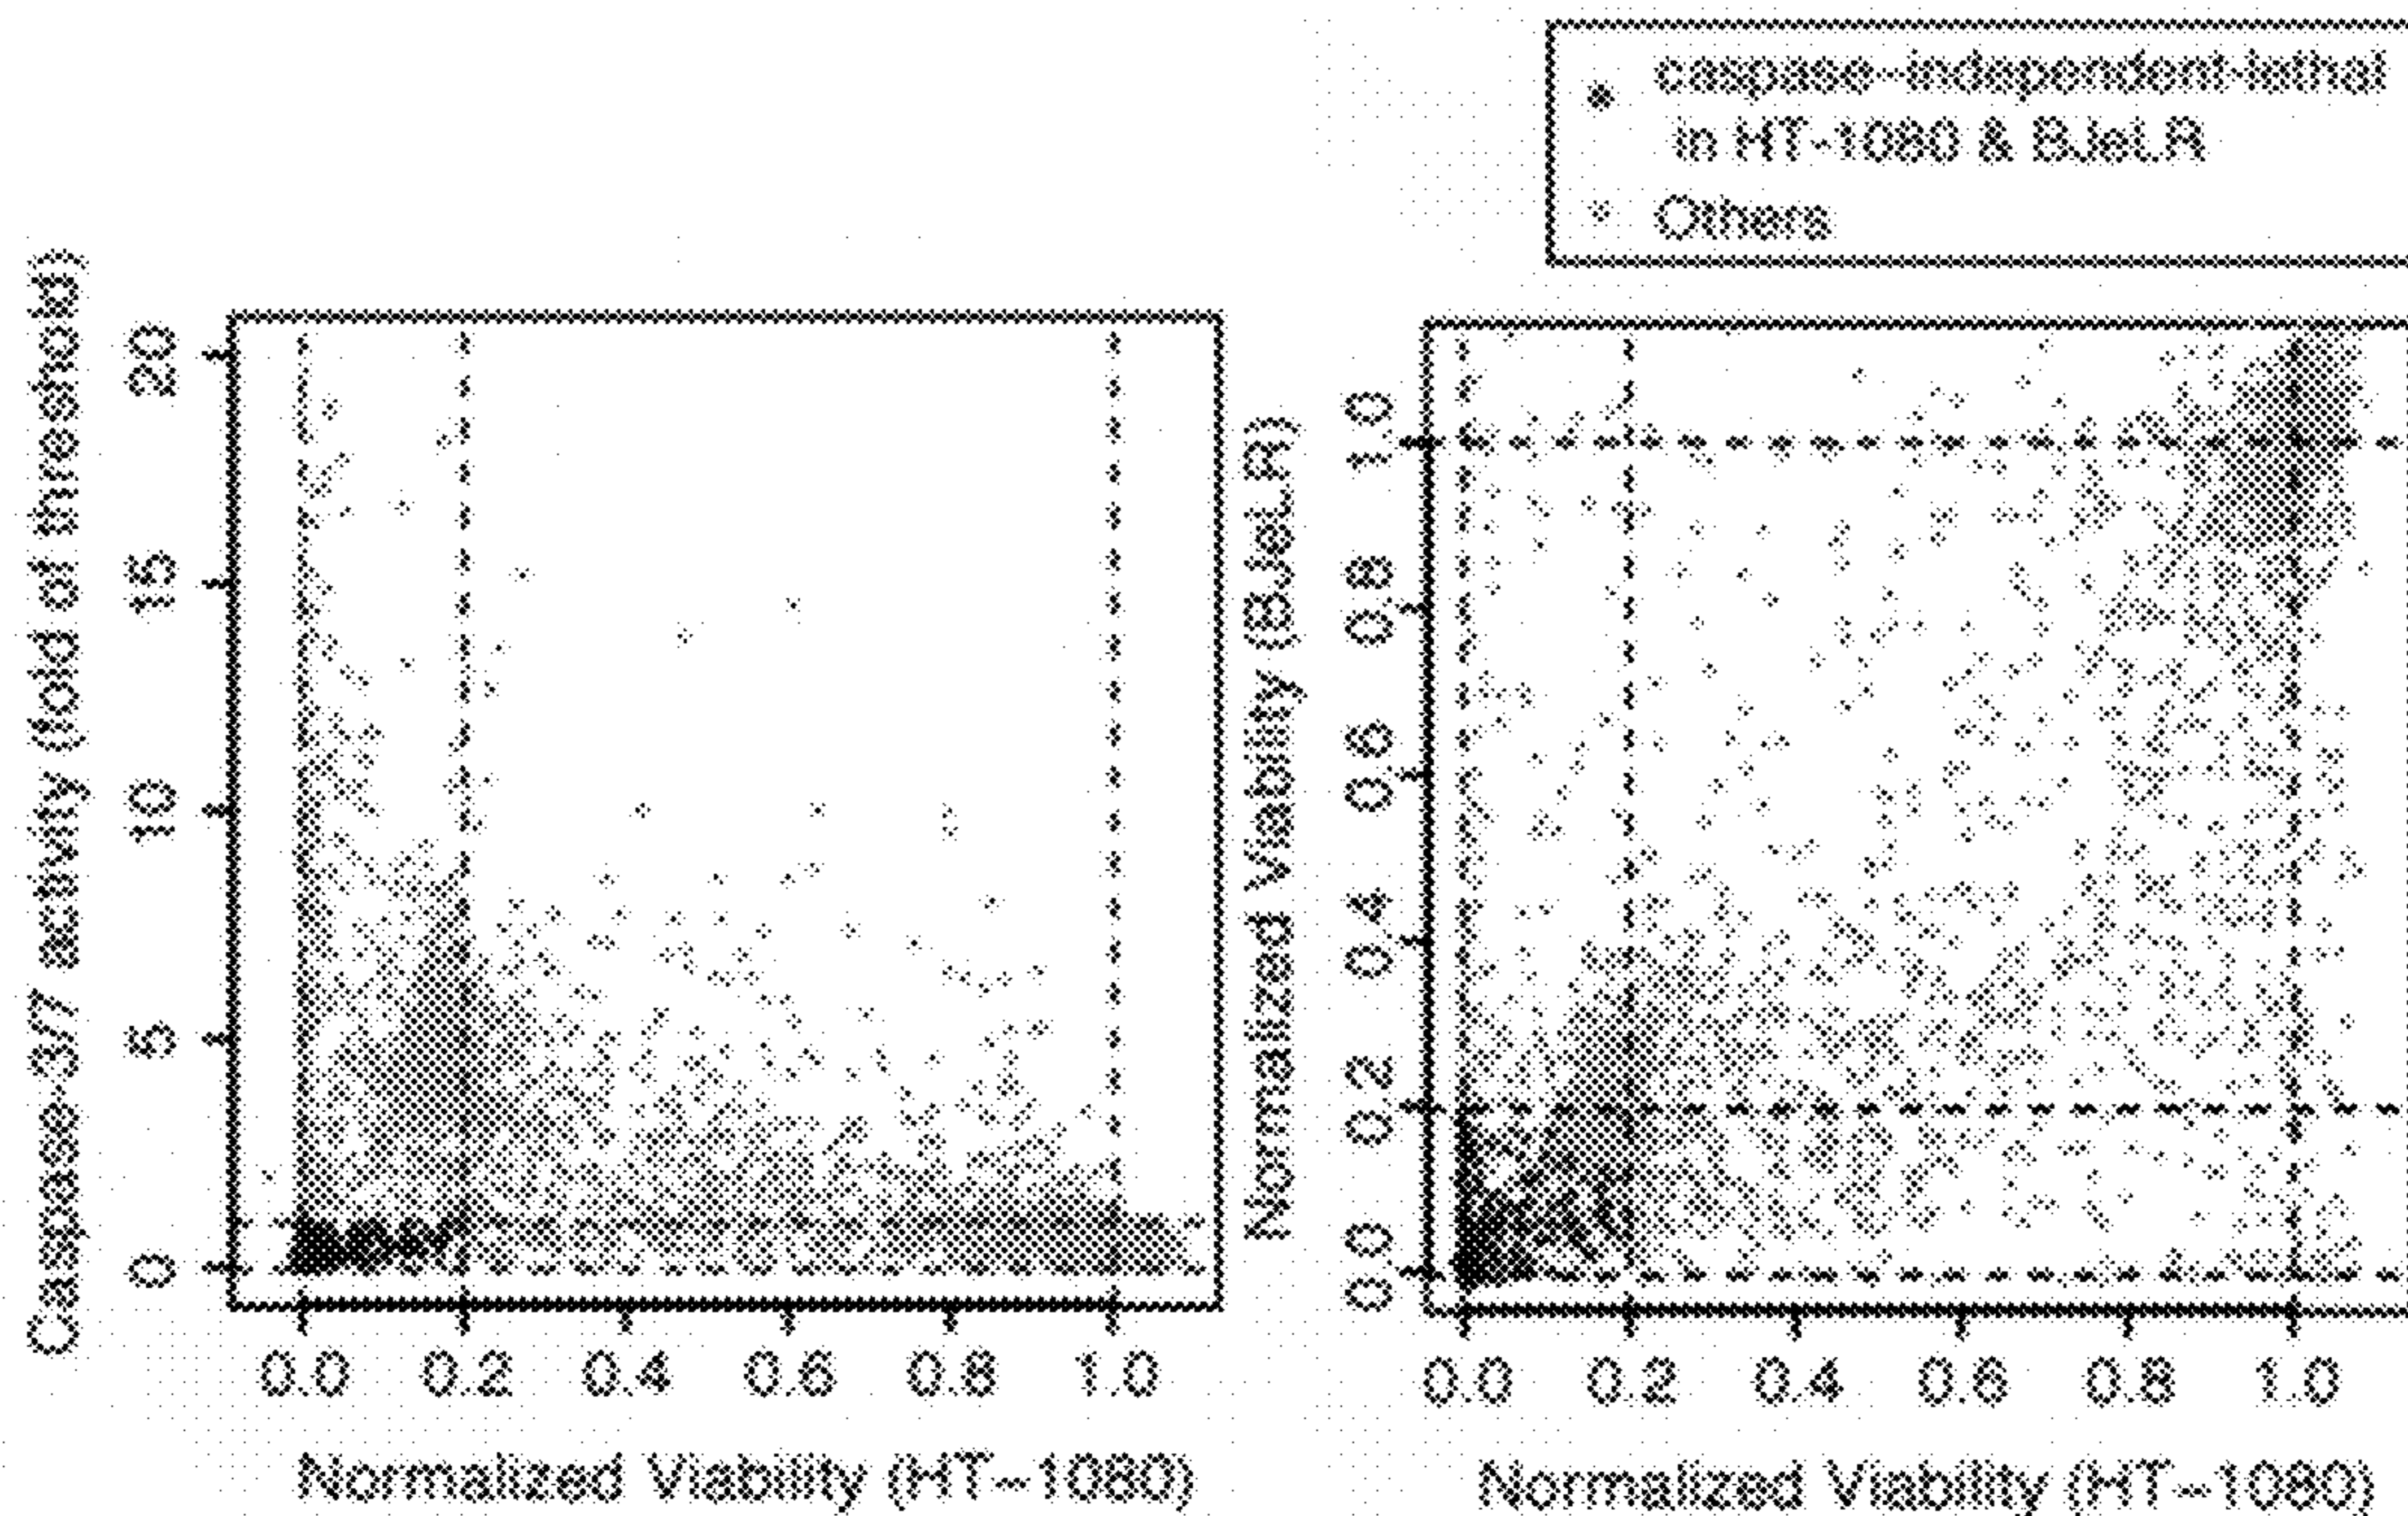 caspase-independent-lethal
in HT-1080 & BJeLR
Others
Caspase-3/7 activity (fold of threshold)
20
15
10
5
0
0.0 0.2 0.4 0.6 0.8 1.0
Normalized Viability (HT-1080)
Normalized Viability (BJeLR)
1.0
0.8
0.6
0.4
0.2
0.0
0.0 0.2 0.4 0.6 0.8 1.0
Normalized Viability (HT-1080)